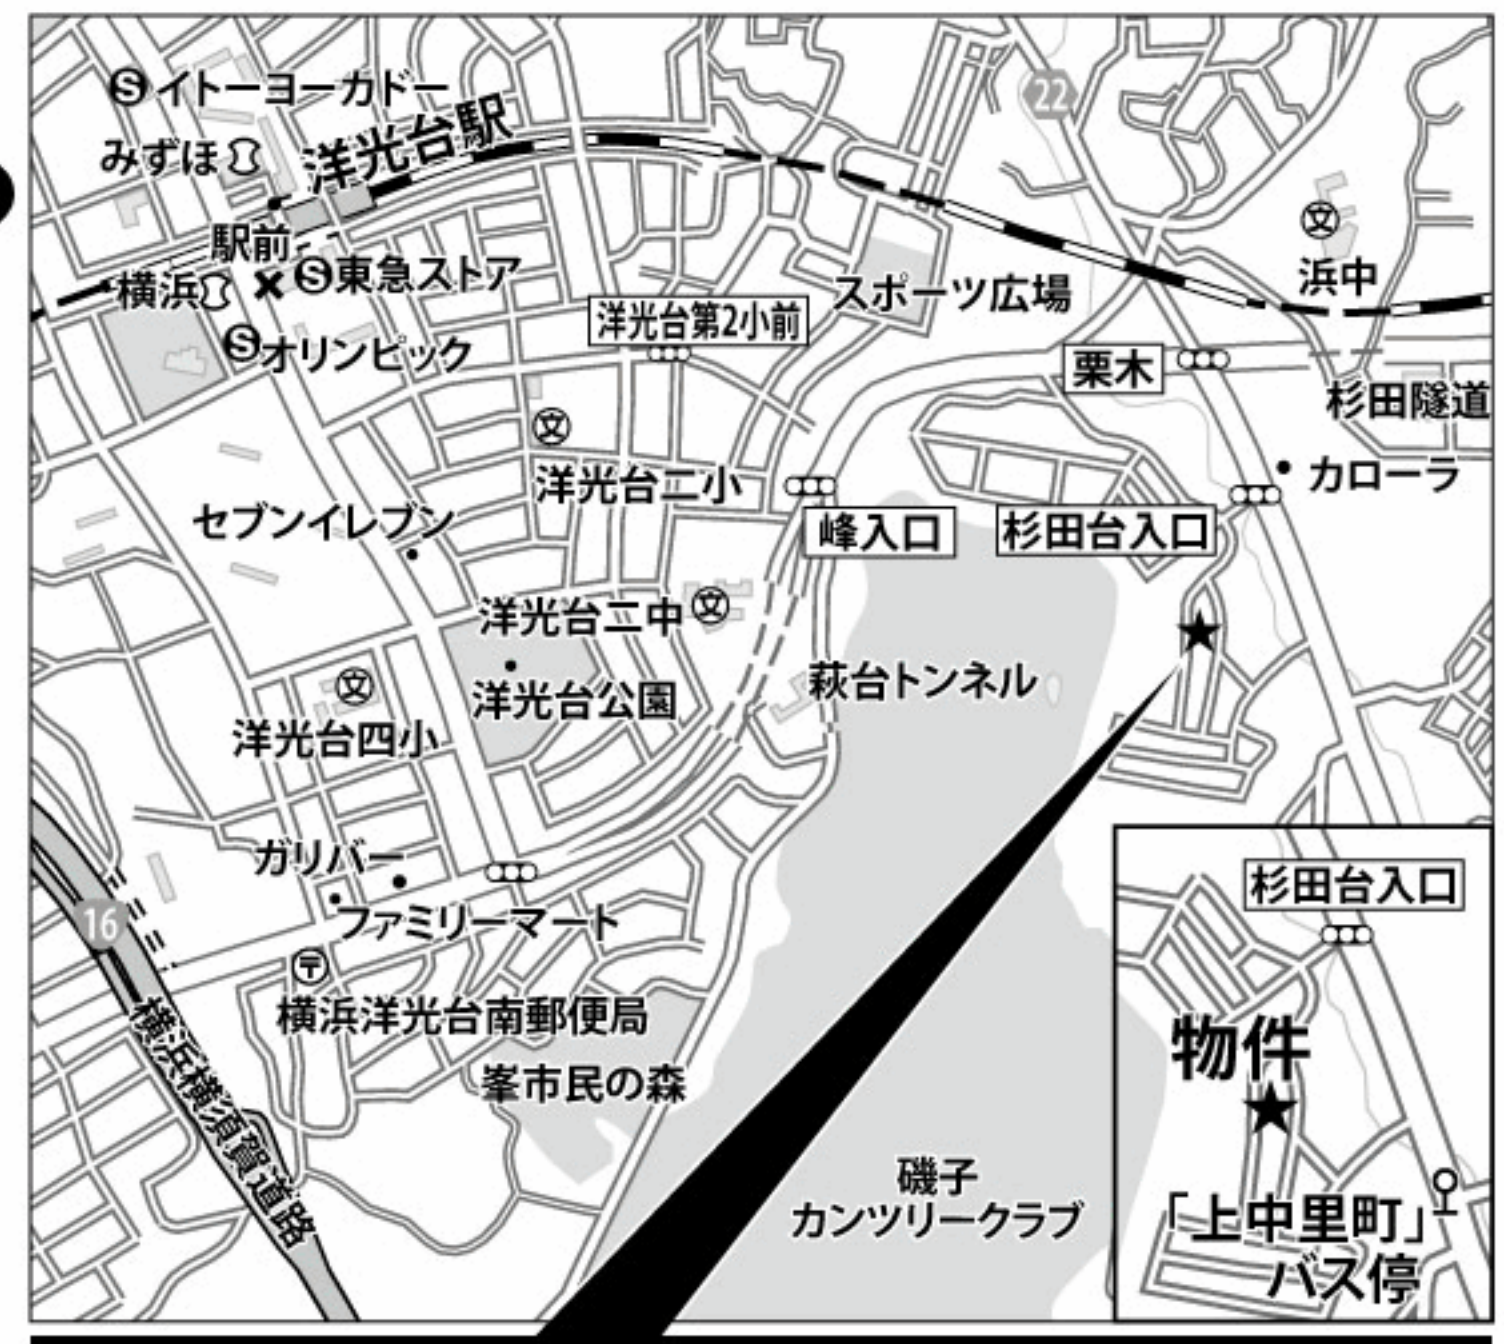 イトーヨーカドー
22
みずほ
洋光台駅
駅前
東急ストア
横浜
スポーツ広場
浜中
洋光台第2小前
オリンピック
栗木
杉田隧道
洋光台二小
カローラ
セブンイレブン
峰入口
杉田台入口
洋光台二中
萩台トンネル
洋光台公園
洋光台四小
ガリバー
杉田台入口
16
ファミリーマート
横浜洋光台南郵便局
物件
峯市民の森
横浜横須賀道路
磯子
カンツリークラブ
「上中里町」
バス停